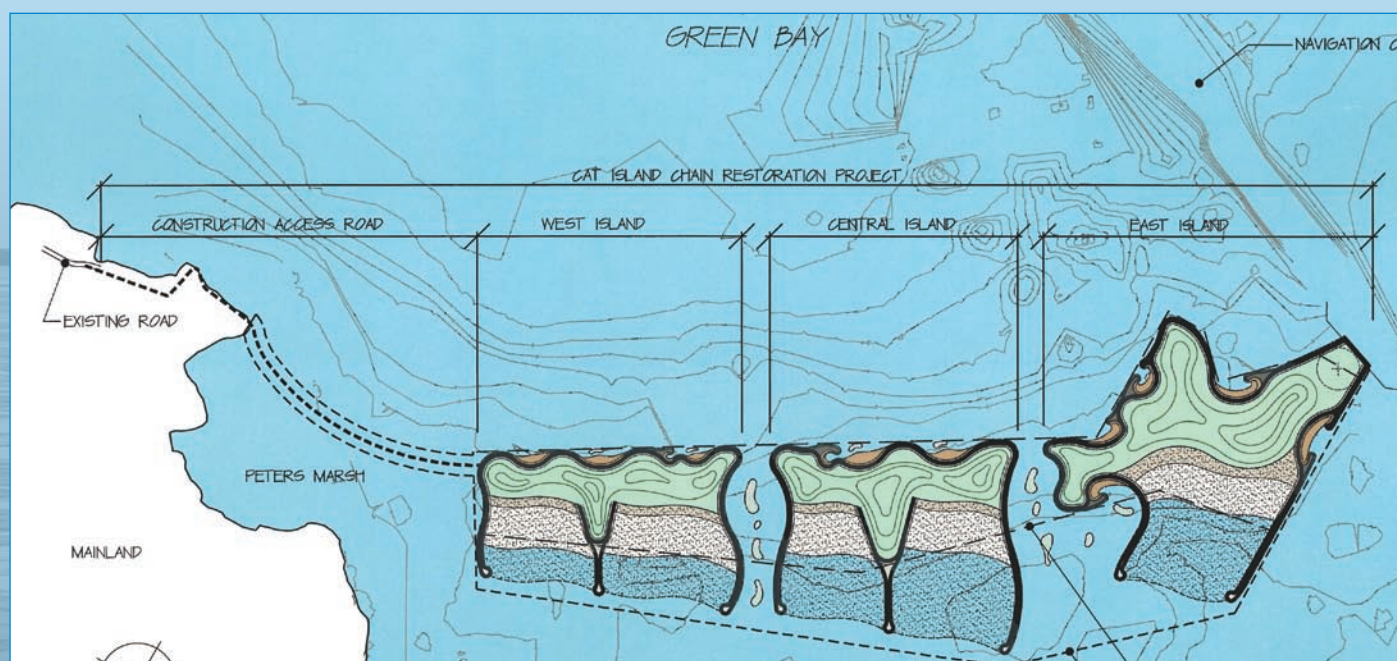 GREEN BAY
NAVIGATION
CAT ISLAND CHAIN RESTORATION PROJECT
CONSTRUCTION ACCESS ROAD
WEST ISLAND
CENTRAL ISLAND
EAST ISLAND
EXISTING ROAD
PETERS MARSH
MAINLAND